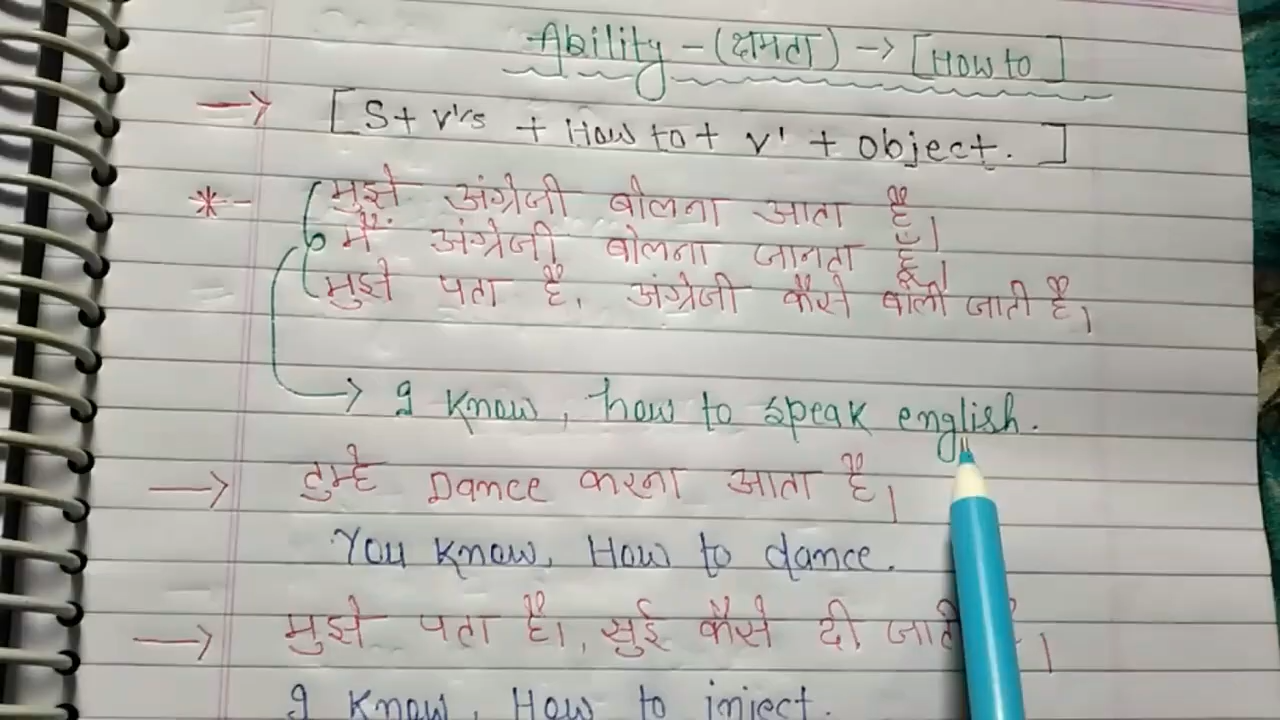 Ability - (क्षमता) -> [How to]
-> [S + v's + How to + v' + object.]
*- मुझे अंग्रेजी बोलना आता है।
मैं अंग्रेजी बोलना जानता हूँ।
मुझे पता है, अंग्रेजी कैसे बोली जाती है।
-> I know, how to speak english.
-> तुम्हे Dance करना आता है।
You know, How to dance.
-> मुझे पता है।, सुई कैसे दी जाती है।
I know, How to inject.